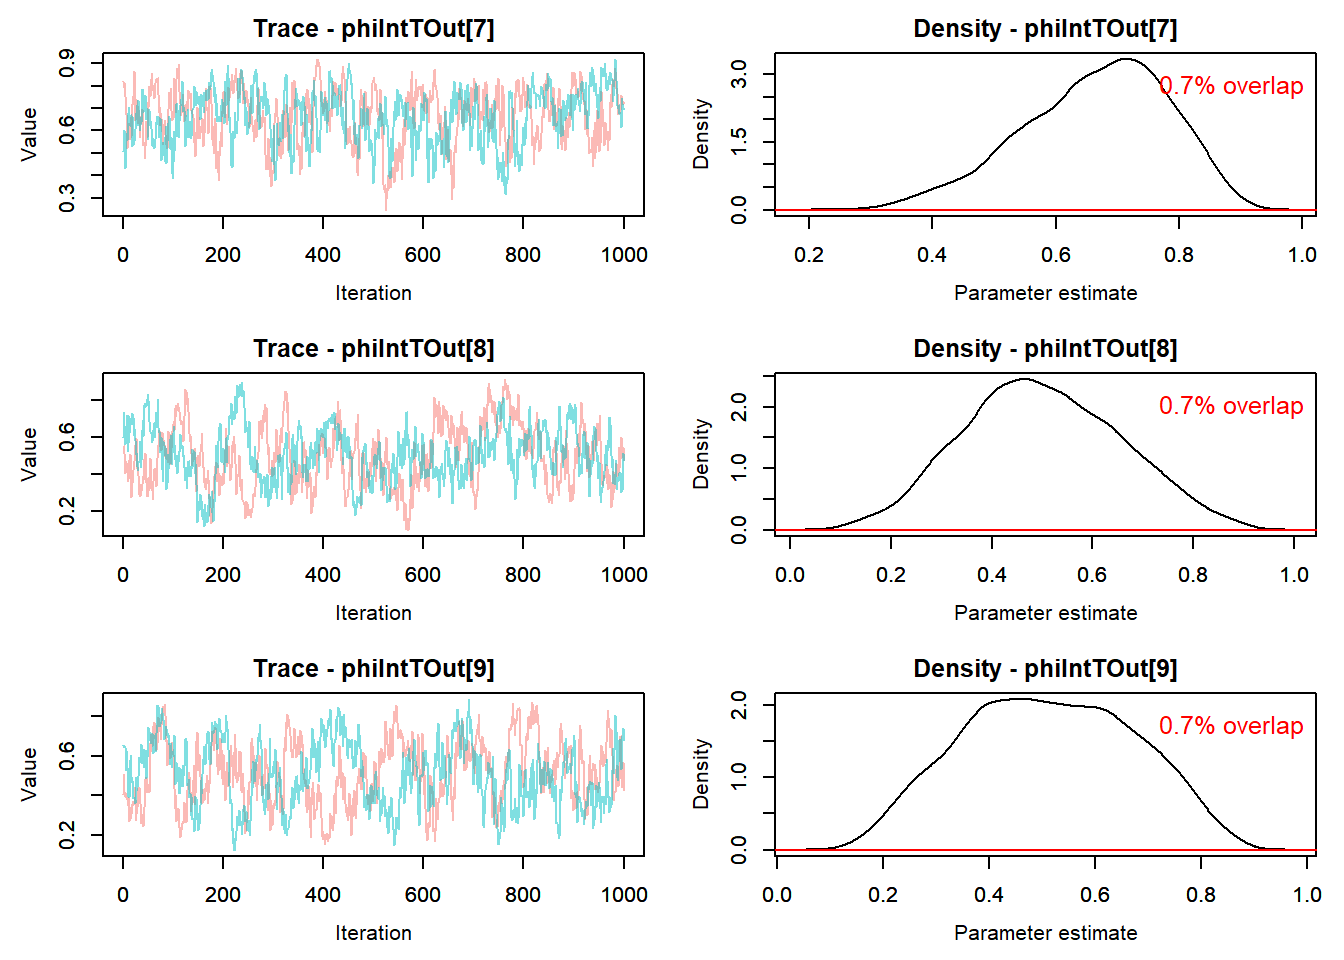 Trace - phiIntTOut[7]
Value
0.3
0.6
0.9
0
200
400
600
800
1000
Iteration
Density - phiIntTOut[7]
0.7% overlap
Density
0.0
1.5
3.0
0.2
0.4
0.6
0.8
1.0
Parameter estimate
Trace - phiIntTOut[8]
Value
0.2
0.6
0
200
400
600
800
1000
Iteration
Density - phiIntTOut[8]
0.7% overlap
Density
0.0
1.0
2.0
0.0
0.2
0.4
0.6
0.8
1.0
Parameter estimate
Trace - phiIntTOut[9]
Value
0.2
0.6
0
200
400
600
800
1000
Iteration
Density - phiIntTOut[9]
0.7% overlap
Density
0.0
1.0
2.0
0.0
0.2
0.4
0.6
0.8
1.0
Parameter estimate